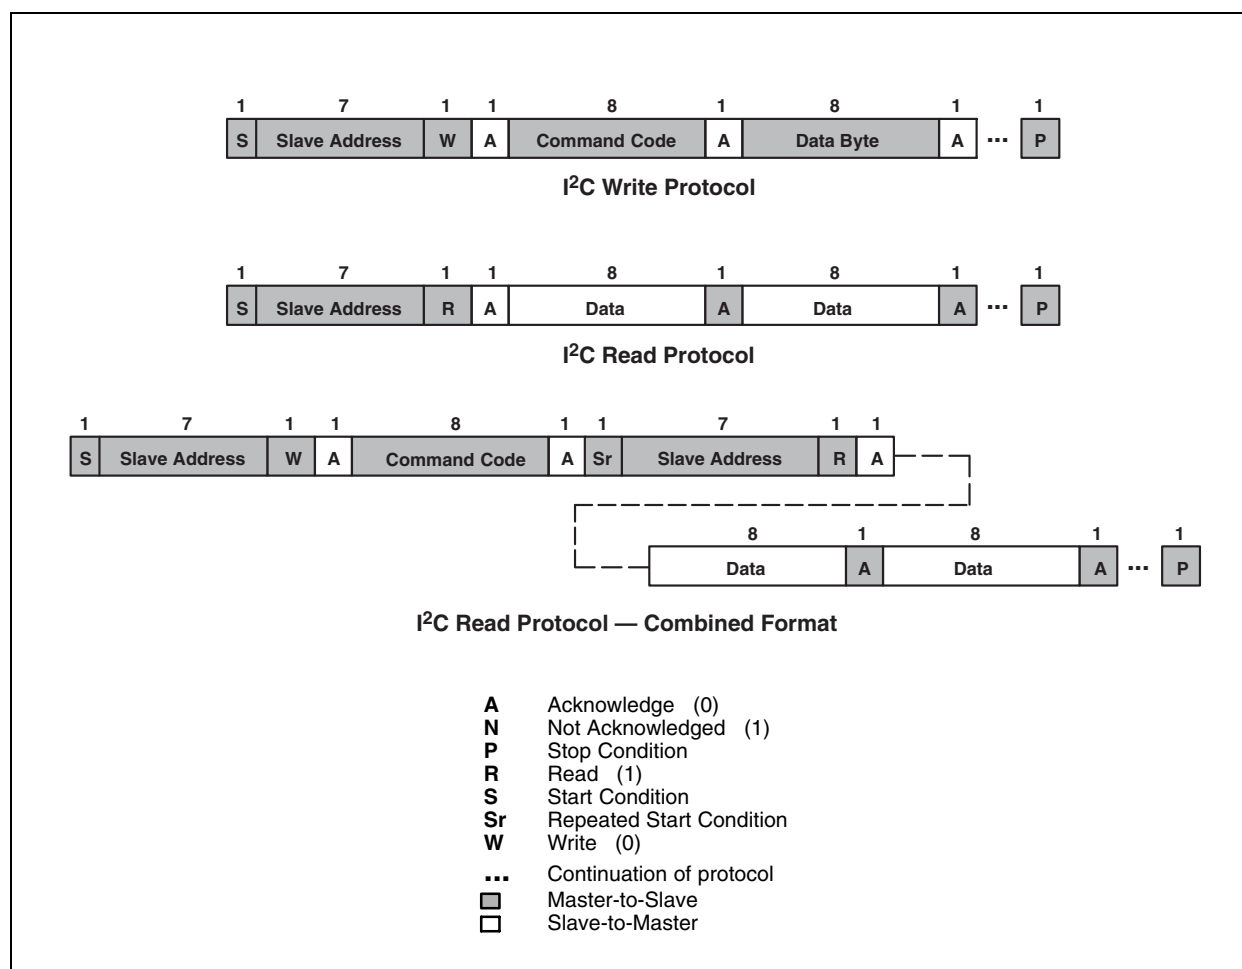 1 7 1 1 8 1 8 1 1
S Slave Address W A Command Code A Data Byte A ... P
I²C Write Protocol
1 7 1 1 8 1 8 1 1
S Slave Address R A Data A Data A ... P
I²C Read Protocol
1 7 1 1 8 1 1 7 1 1
S Slave Address W A Command Code A Sr Slave Address R A
8 1 8 1 1
Data A Data A ... P
I²C Read Protocol — Combined Format
A Acknowledge (0)
N Not Acknowledged (1)
P Stop Condition
R Read (1)
S Start Condition
Sr Repeated Start Condition
W Write (0)
... Continuation of protocol
Master-to-Slave
Slave-to-Master